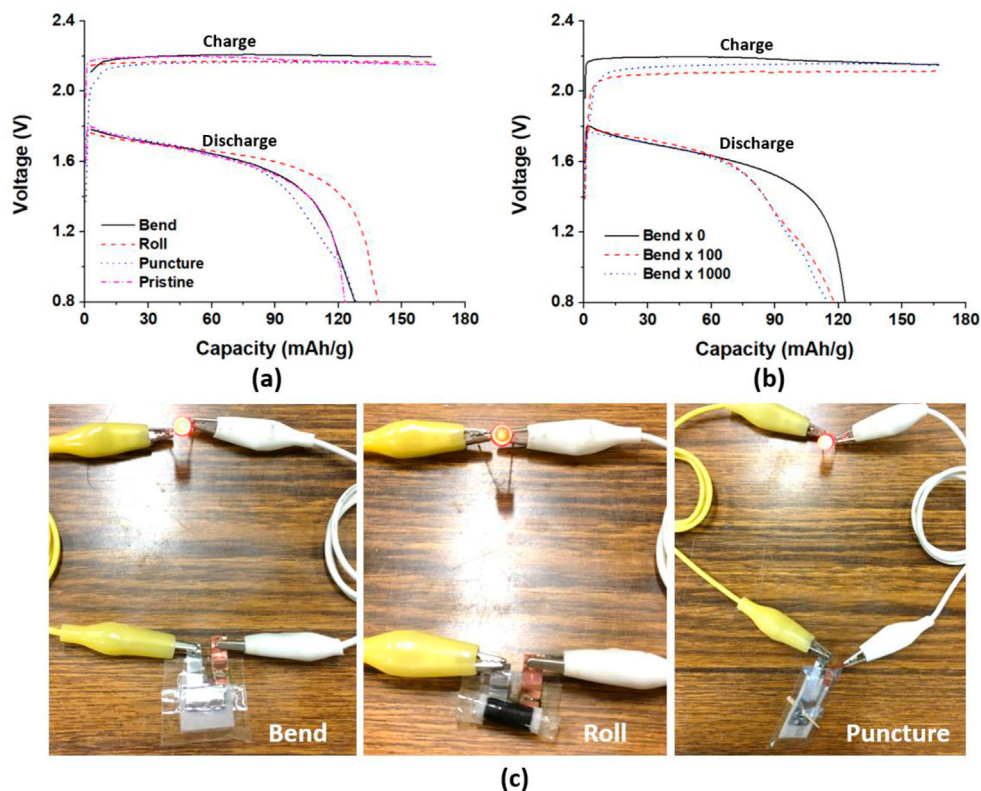 2.4
2.0
1.6
1.2
0.8
Voltage (V)
Charge
Discharge
Bend
Roll
Puncture
Pristine
0 30 60 90 120 150 180
Capacity (mAh/g)
(a)
2.4
2.0
1.6
1.2
0.8
Voltage (V)
Charge
Discharge
Bend x 0
Bend x 100
Bend x 1000
0 30 60 90 120 150 180
Capacity (mAh/g)
(b)
Bend
Roll
Puncture
(c)